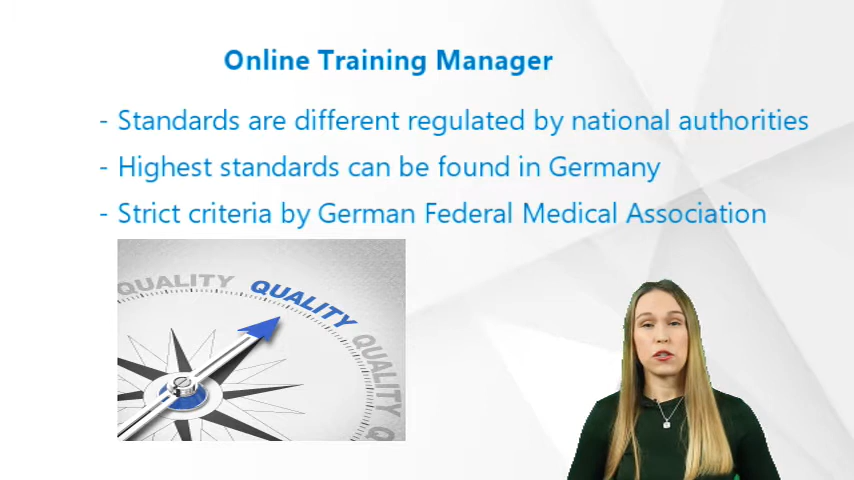 Online Training Manager
- Standards are different regulated by national authorities
- Highest standards can be found in Germany
- Strict criteria by German Federal Medical Association
QUALITY
QUALITY
QUALITY
Q